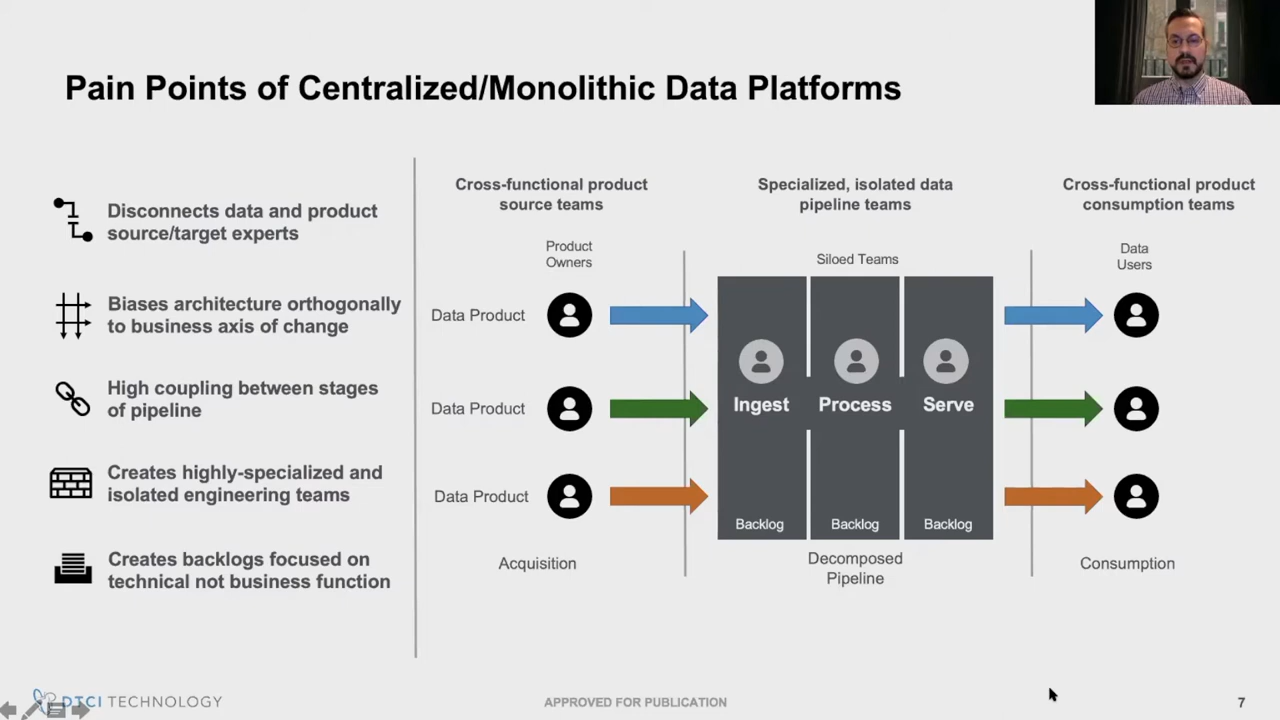 Pain Points of Centralized/Monolithic Data Platforms
Disconnects data and product
source/target experts
Biases architecture orthogonally
to business axis of change
High coupling between stages
of pipeline
Creates highly-specialized and
isolated engineering teams
Creates backlogs focused on
technical not business function
Cross-functional product
source teams
Product
Owners
Data Product
Data Product
Data Product
Acquisition
Specialized, isolated data
pipeline teams
Siloed Teams
Ingest
Process
Serve
Backlog
Backlog
Backlog
Decomposed
Pipeline
Cross-functional product
consumption teams
Data
Users
Consumption
DTCI TECHNOLOGY
APPROVED FOR PUBLICATION
7